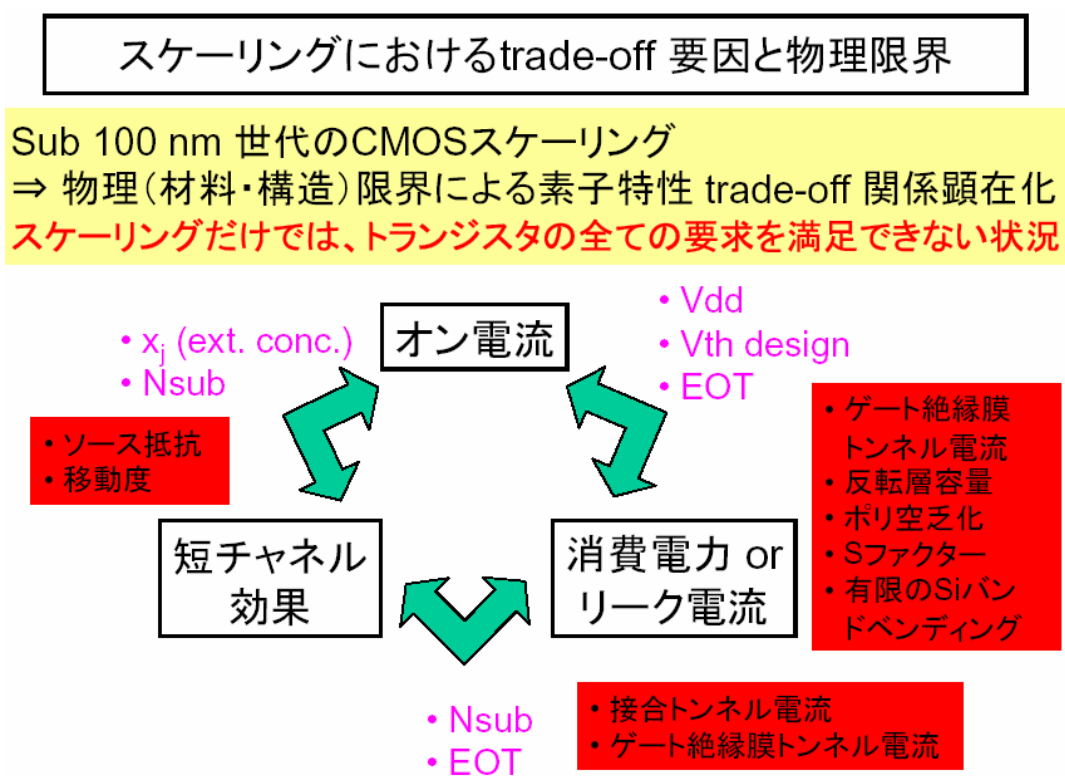 スケーリングにおけるtrade-off 要因と物理限界
Sub 100 nm 世代のCMOSスケーリング
⇒ 物理（材料・構造）限界による素子特性 trade-off 関係顕在化
スケーリングだけでは、トランジスタの全ての要求を満足できない状況
• xj (ext. conc.)
• Nsub
オン電流
• Vdd
• Vth design
• EOT
• ソース抵抗
• 移動度
• ゲート絶縁膜
トンネル電流
• 反転層容量
• ポリ空乏化
• Sファクター
• 有限のSiバン
ドベンディング
短チャネル
効果
消費電力 or
リーク電流
• Nsub
• EOT
• 接合トンネル電流
• ゲート絶縁膜トンネル電流